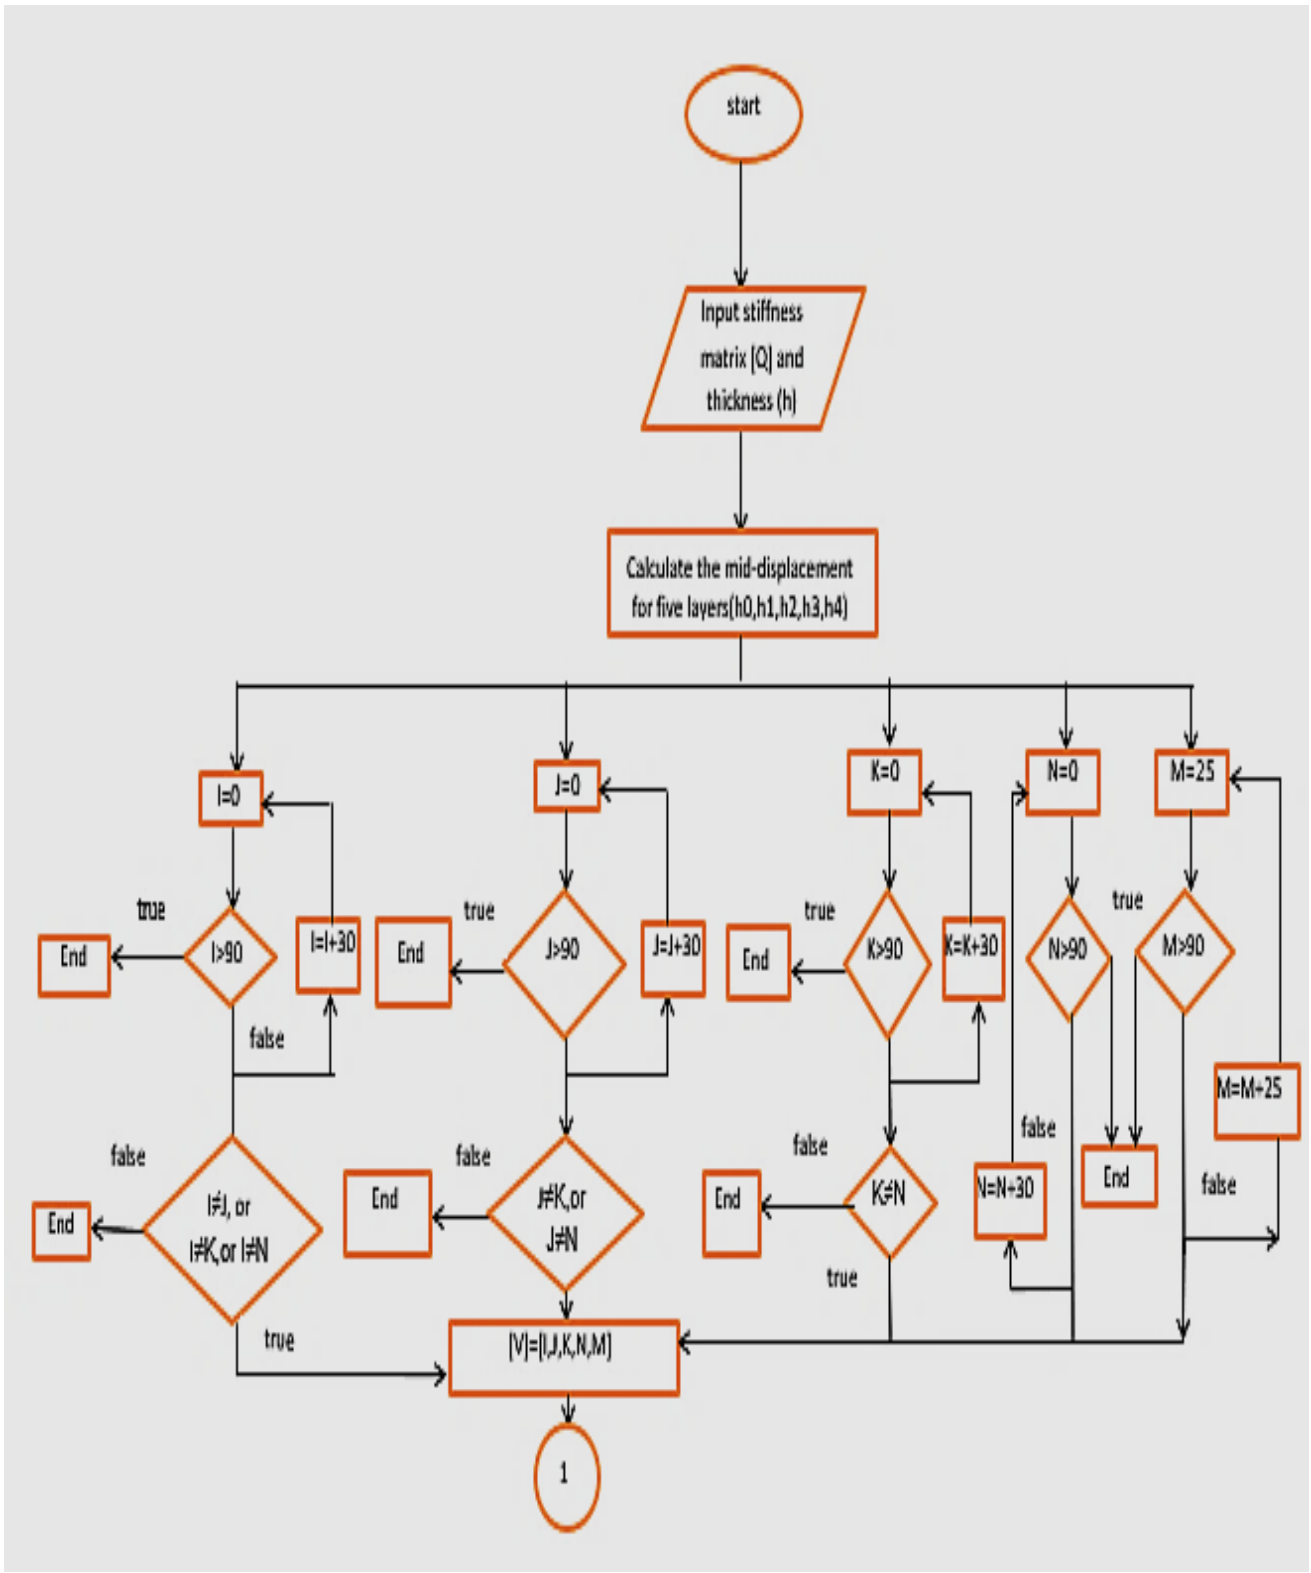 start
Input stiffness
matrix [Q] and
thickness (h)
Calculate the mid-displacement
for five layers(h0,h1,h2,h3,h4)
I=0
J=0
K=0
N=0
M=25
true
End
I>90
I=I+30
false
true
End
J>90
J=J+30
true
End
K>90
K=K+30
N>90
true
M>90
M=M+25
false
End
I≠J, or
I≠K,or I≠N
true
false
End
J≠K,or
J≠N
false
End
K≠N
true
false
N=N+30
End
false
[V]=[I,J,K,N,M]
1